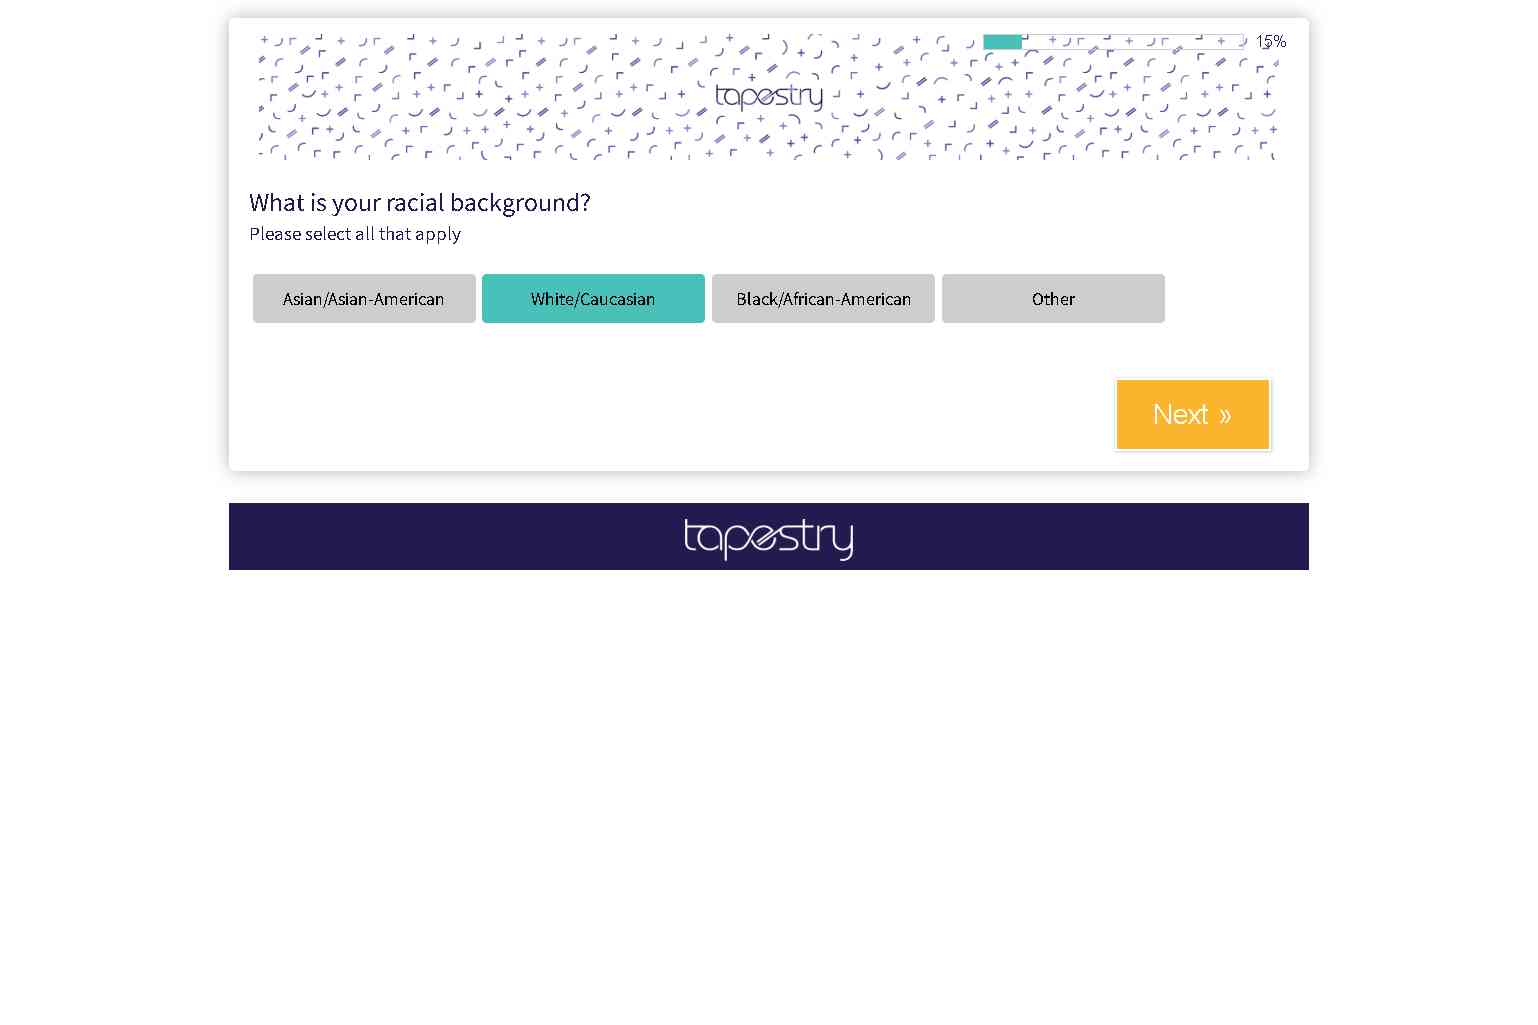 15%
tapestry
What is your racial background?
Please select all that apply
Asian/Asian-American
White/Caucasian
Black/African-American
Other
Next »
tapestry